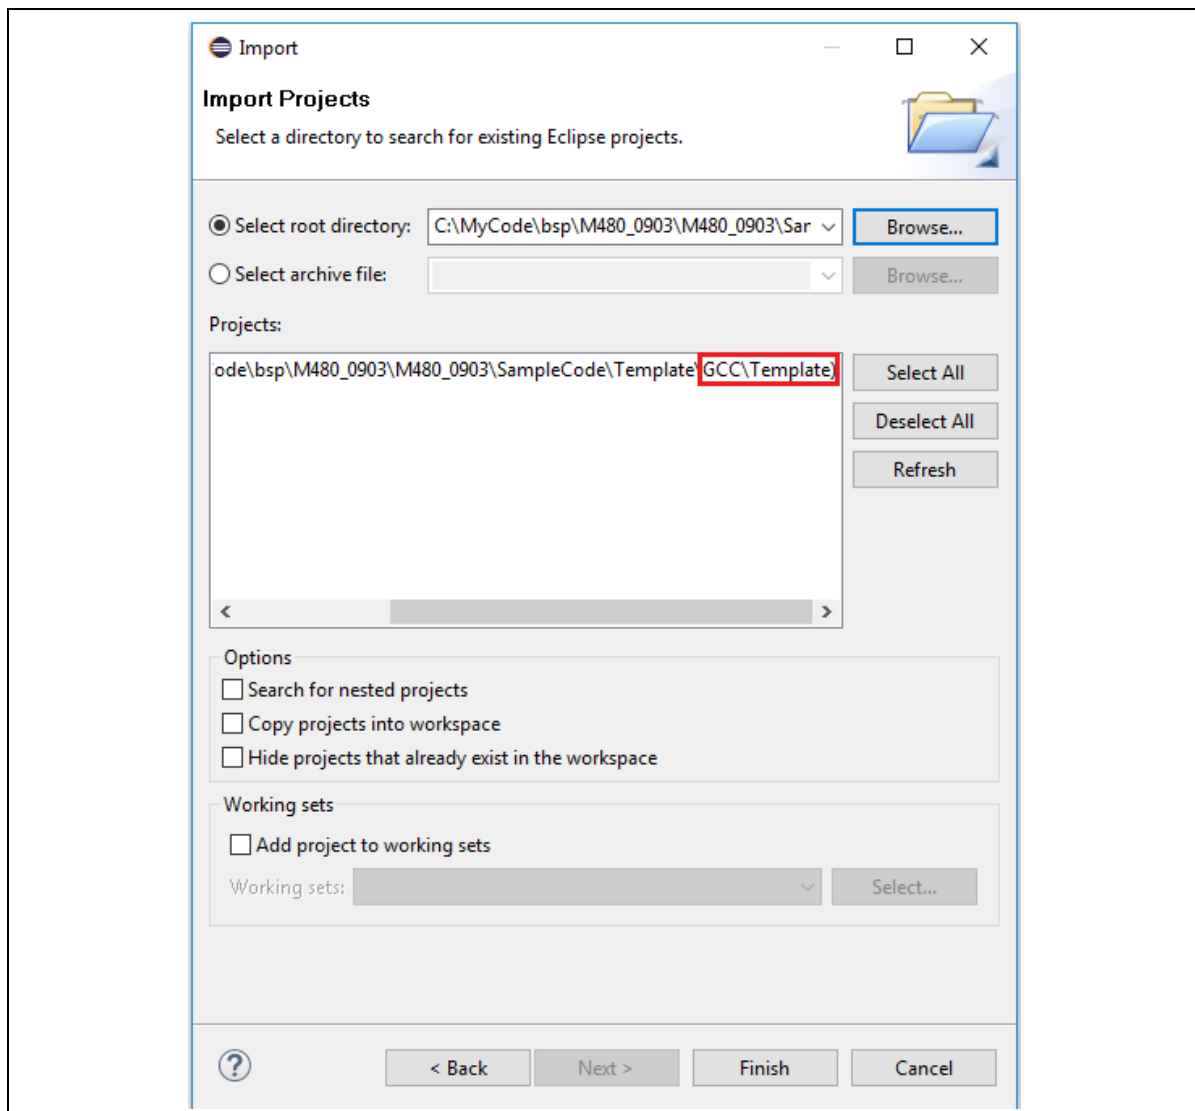 Import
Import Projects
Select a directory to search for existing Eclipse projects.
Select root directory: C:\MyCode\bsp\M480_0903\M480_0903\Sar Browse...
Select archive file: Browse...
Projects:
ode\bsp\M480_0903\M480_0903\SampleCode\Template\GCC\Template)
Select All
Deselect All
Refresh
Options
Search for nested projects
Copy projects into workspace
Hide projects that already exist in the workspace
Working sets
Add project to working sets
Working sets: Select...
? < Back Next > Finish Cancel